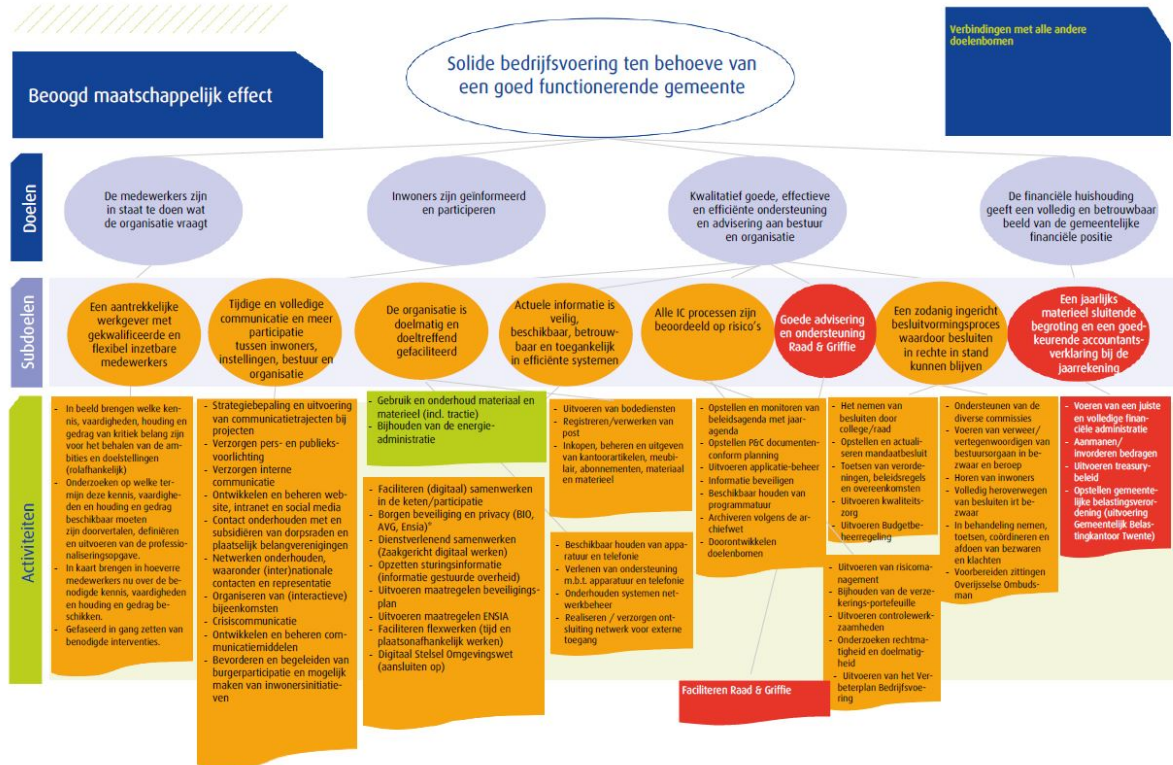 Beoogd maatschappelijk effect
Solide bedrijfsvoering ten behoeve van
een goed functionerende gemeente
Verbindingen met alle andere
doelenbomen
Doelen
De medewerkers zijn
in staat te doen wat
de organisatie vraagt
Inwoners zijn geïnformeerd
en participeren
Kwalitatief goede, effectieve
en efficiënte ondersteuning
en advisering aan bestuur
en organisatie
De financiële huishouding
geeft een volledig en betrouwbaar
beeld van de gemeentelijke
financiële positie
Subdoelen
Een aantrekkelijke
werkgever met
gekwalificeerde en
flexibel inzetbare
medewerkers
Tijdige en volledige
communicatie en meer
participatie
tussen inwoners,
instellingen, bestuur en
organisatie
De organisatie is
doelmatig en
doeltreffend
gefaciliteerd
Actuele informatie is
veilig,
beschikbaar, betrouw-
baar en toegankelijk
in efficiënte systemen
Alle IC processen zijn
beoordeeld op risico's
Goede advisering
en ondersteuning
Raad & Griffie
Een zodanig ingericht
besluitvormingsproces
waardoor besluiten
in rechte in stand
kunnen blijven
Een jaarlijks
materieel sluitende
begroting en een goed-
keurende accountants-
verklaring bij de
jaarrekening
Activiteiten
- In beeld brengen welke ken-
nis, vaardigheden, houding en
gedrag van kritiek belang zijn
voor het behalen van de am-
bities en doelstellingen
(rolafhankelijk)
- Onderzoeken op welke ter-
mijn deze kennis, vaardighe-
den en houding en gedrag
beschikbaar moeten
zijn doorvertalen, definiëren
en uitvoeren van de professio-
naliseringsopgave.
- In kaart brengen in hoeverre
medewerkers nu over de be-
nodigde kennis, vaardigheden
en houding en gedrag be-
schikken.
- Gefaseerd in gang zetten van
benodigde interventies.
- Strategiebepaling en uitvoering
van communicatietrajecten bij
projecten
- Verzorgen pers- en publieks-
voorlichting
- Verzorgen interne
communicatie
- Ontwikkelen en beheren web-
site, intranet en social media
- Contact onderhouden met en
subsidiëren van dorpsraden en
plaatselijk belangverenigingen
- Netwerken onderhouden,
waaronder (inter)nationale
contacten en representatie
- Organiseren van (interactieve)
bijeenkomsten
- Crisiscommunicatie
- Ontwikkelen en beheren com-
municatiemiddelen
- Bevorderen en begeleiden van
burgerparticipatie en mogelijk
maken van inwonersinitiatie-
ven
- Gebruik en onderhoud materiaal en
materieel (incl. tractie)
- Bijhouden van de energie-
administratie
- Faciliteren (digitaal) samenwerken
in de keten/participatie
- Borgen beveiliging en privacy (BIO,
AVG, Ensia)"
- Dienstverlenend samenwerken
(Zaakgericht digitaal werken)
- Opzetten sturingsinformatie
(informatie gestuurde overheid)
- Uitvoeren maatregelen beveiligings-
plan
- Uitvoeren maatregelen ENSIA
- Faciliteren flexwerken (tijd en
plaatsonafhankelijk werken)
- Digitaal Stelsel Omgevingswet
(aansluiten op)
- Uitvoeren van bodediensten
- Registreren/verwerken van
post
- Inkopen, beheren en uitgeven
van kantoorartikelen, meubi-
lair, abonnementen, materiaal
en materieel
- Beschikbaar houden van appa-
ratuur en telefonie
- Verlenen van ondersteuning
m.b.t. apparatuur en telefonie
- Onderhouden systemen net-
werkbeheer
- Realiseren / verzorgen ont-
sluiting netwerk voor externe
toegang
- Opstellen en monitoren van
beleidsagenda met jaar-
agenda
- Opstellen P&C documenten-
conform planning
- Uitvoeren applicatie-beheer
- Informatie beveiligen
- Beschikbaar houden van
programmatuur
- Archiveren volgens de ar-
chiefwet
- Doorontwikkelen
doelenbomen
Faciliteren Raad & Griffie
- Het nemen van
besluiten door
college/raad
- Opstellen en actuali-
seren mandaatbesluit
- Toetsen van verorde-
ningen, beleidsregels
en overeenkomsten
- Uitvoeren kwaliteits-
zorg
- Uitvoeren Budgetbe-
heerregeling
- Uitvoeren van risicoma-
nagement
- Bijhouden van de verze-
kerings-portefeuille
- Uitvoeren controlewerk-
zaamheden
- Onderzoeken rechtma-
tigheid en doelmatig-
heid
- Uitvoeren van het Ver-
beterplan Bedrijfsvoe-
ring
- Ondersteunen van de
diverse commissies
- Voeren van verweer/
vertegenwoordigen van
bestuursorgaan in be-
zwaar en beroep
- Horen van inwoners
- Volledig heroverwegen
van besluiten irt be-
zwaar
- In behandeling nemen,
toetsen, coördineren en
afdoen van bezwaren
en klachten
- Voorbereiden zittingen
Overijsselse Ombuds-
man
- Voeren van een juiste
en volledige finan-
ciële administratie
- Aanmanen/
invorderen bedragen
- Uitvoeren treasury-
beleid
- Opstellen gemeente-
lijke belastingsveror-
dening (uitvoering
Gemeentelijk Belas-
tingkantoor Twente)